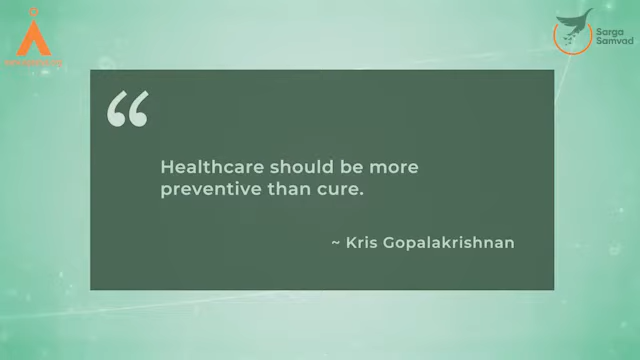 Sarga
Samvad
“
Healthcare should be more
preventive than cure.
~ Kris Gopalakrishnan